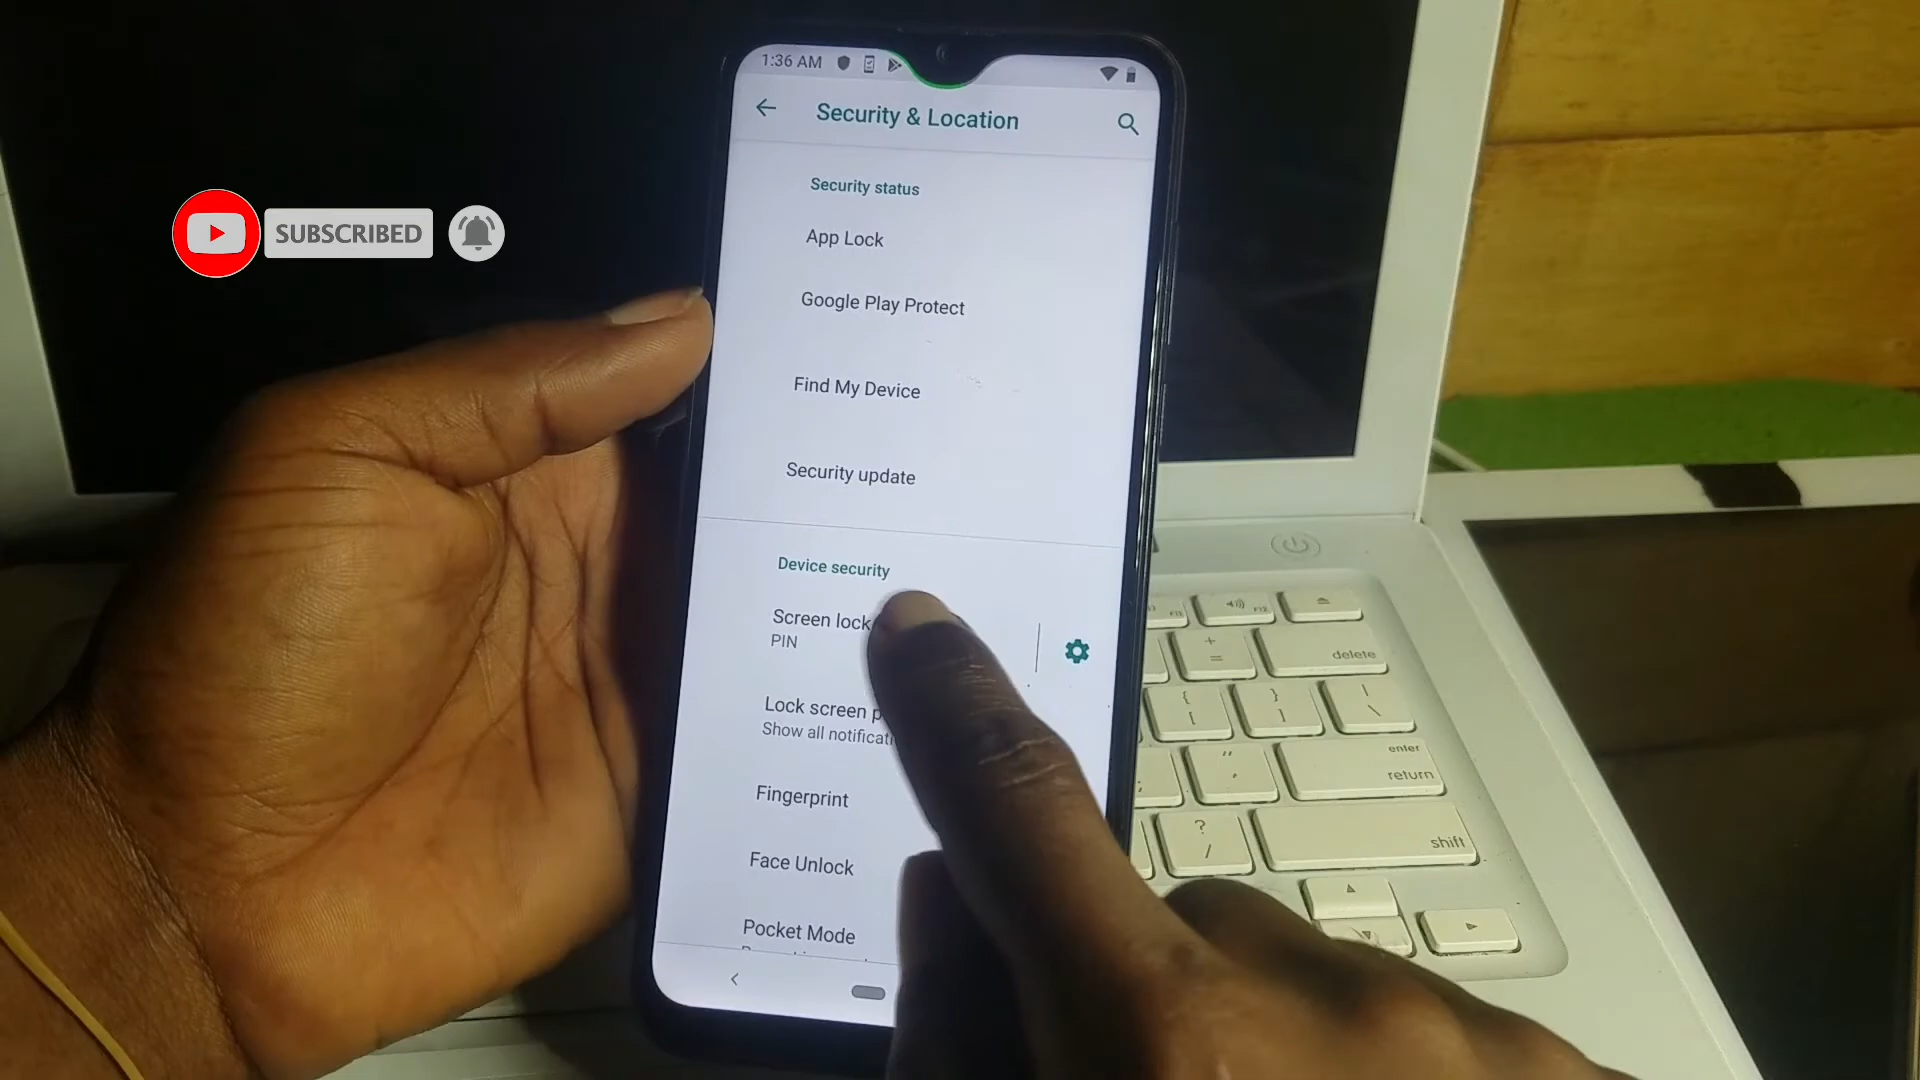 1:36 AM
Security & Location
Security status
App Lock
SUBSCRIBED
Google Play Protect
Find My Device
Security update
Device security
Screen lock
PIN
Lock screen
Show all
Fingerprint
Face Unlock
Pocket Mode
F12
+
=
delete
{
[
}
]
|
\
"
,
enter
return
?
/
shift